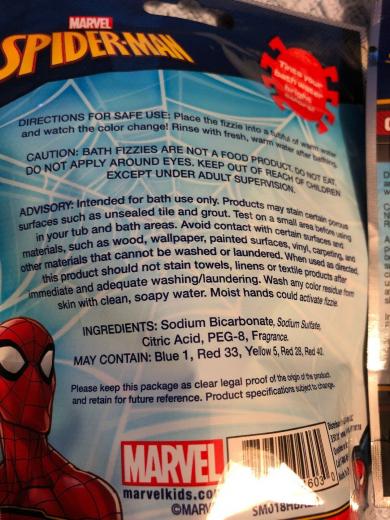 MARVEL
SPIDER-MAN
Tints your
bathwater
bright
DIRECTIONS FOR SAFE USE: Place the fizzie into a tubful of warm water
and watch the color change! Rinse with fresh, warm water after bathing.
CAUTION: BATH FIZZIES ARE NOT A FOOD PRODUCT. DO NOT EAT.
DO NOT APPLY AROUND EYES. KEEP OUT OF REACH OF CHILDREN
EXCEPT UNDER ADULT SUPERVISION.
ADVISORY: Intended for bath use only. Products may stain certain porous
surfaces such as unsealed tile and grout. Test on a small area before using
in your tub and bath areas. Avoid contact with certain surfaces and
materials, such as wood, wallpaper, painted surfaces, vinyl, carpeting, and
other materials that cannot be washed or laundered. When used as directed,
this product should not stain towels, linens or textile products after
immediate and adequate washing/laundering. Wash any color residue from
skin with clean, soapy water. Moist hands could activate fizzie.
INGREDIENTS: Sodium Bicarbonate, Sodium Sulfate,
Citric Acid, PEG-8, Fragrance.
MAY CONTAIN: Blue 1, Red 33, Yellow 5, Red 28, Red 40.
Please keep this package as clear legal proof of the origin of the product
and retain for future reference. Product specifications subject to change.
MARVEL
marvelkids.co
©MARV
603 0
SM018HD